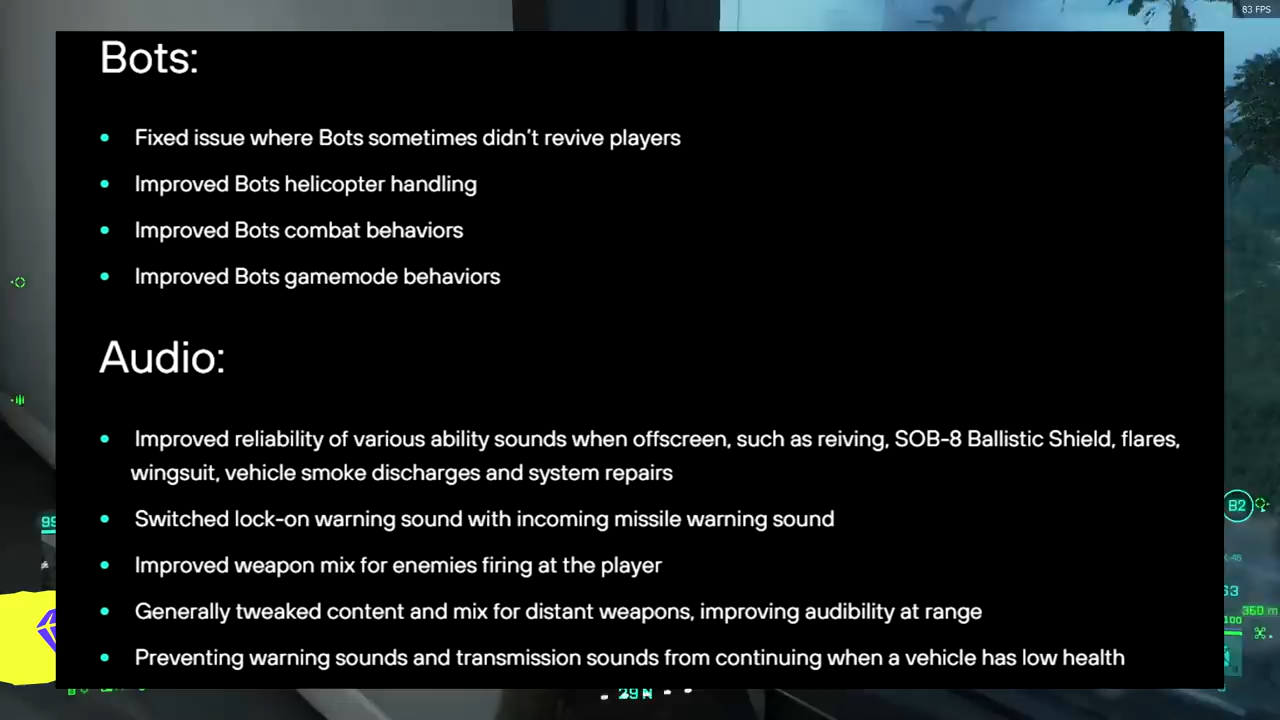 83 FPS
Bots:
Fixed issue where Bots sometimes didn't revive players
Improved Bots helicopter handling
Improved Bots combat behaviors
Improved Bots gamemode behaviors
Audio:
Improved reliability of various ability sounds when offscreen, such as reiving, SOB-8 Ballistic Shield, flares,
wingsuit, vehicle smoke discharges and system repairs
Switched lock-on warning sound with incoming missile warning sound
Improved weapon mix for enemies firing at the player
Generally tweaked content and mix for distant weapons, improving audibility at range
Preventing warning sounds and transmission sounds from continuing when a vehicle has low health
B2
350 m